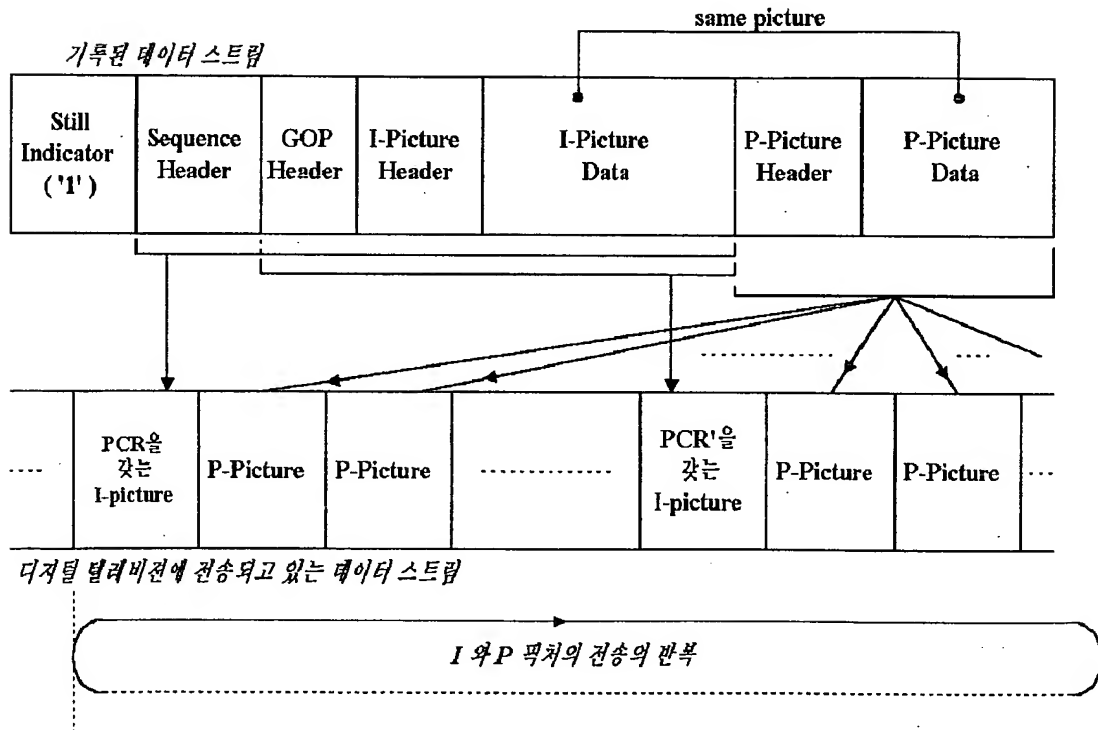 same picture
기록된 데이터 스트림
Still
Indicator
('1')
Sequence
Header
GOP
Header
I-Picture
Header
I-Picture
Data
P-Picture
Header
P-Picture
Data
PCR을
갖는
I-picture
P-Picture
P-Picture
PCR'을
갖는
I-picture
P-Picture
P-Picture
디지털 텔레비전에 전송되고 있는 데이터 스트림
I 와 P 픽처의 전송의 반복